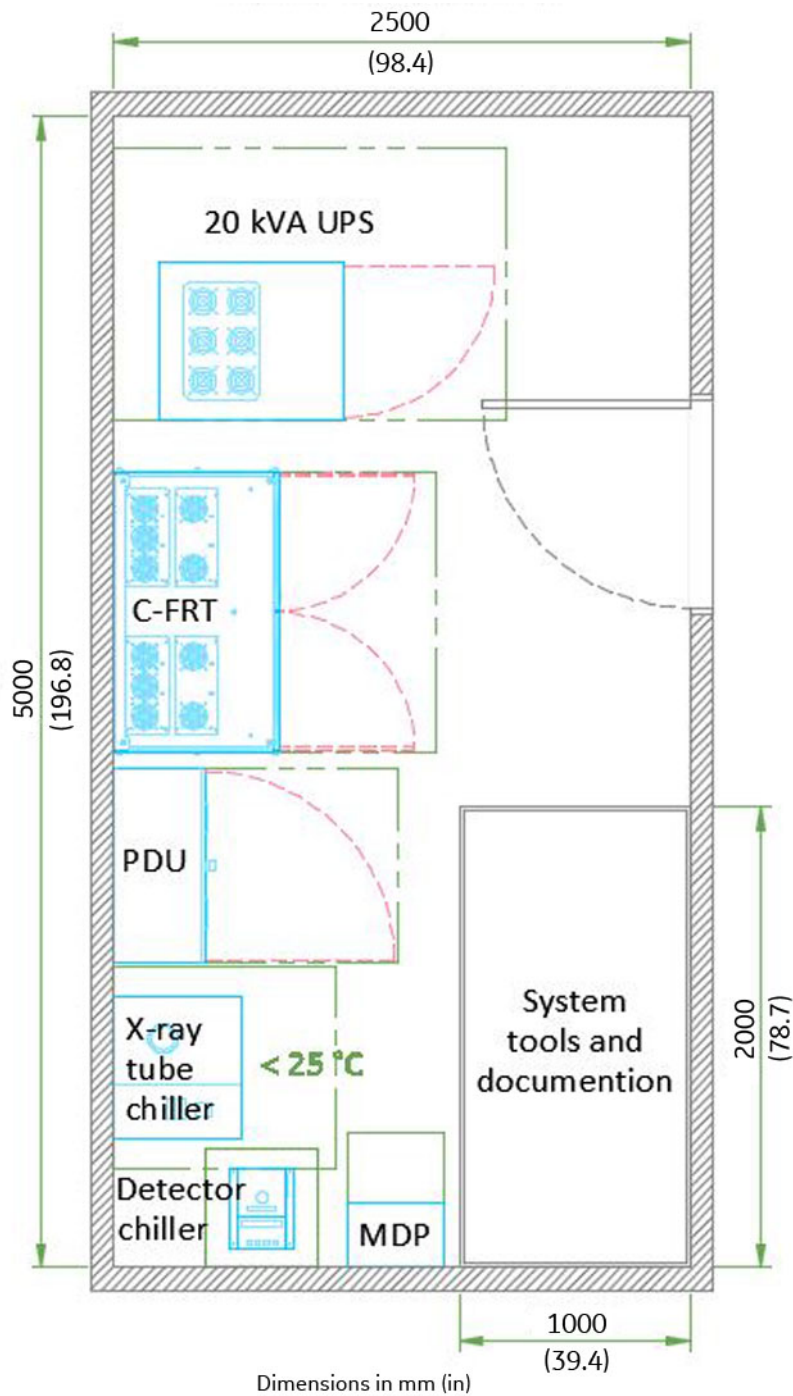 2500
(98.4)
20 kVA UPS
C-FRT
5000
(196.8)
PDU
X-ray
tube
chiller
< 25 °C
System
tools and
documention
2000
(78.7)
Detector
chiller
MDP
1000
(39.4)
Dimensions in mm (in)